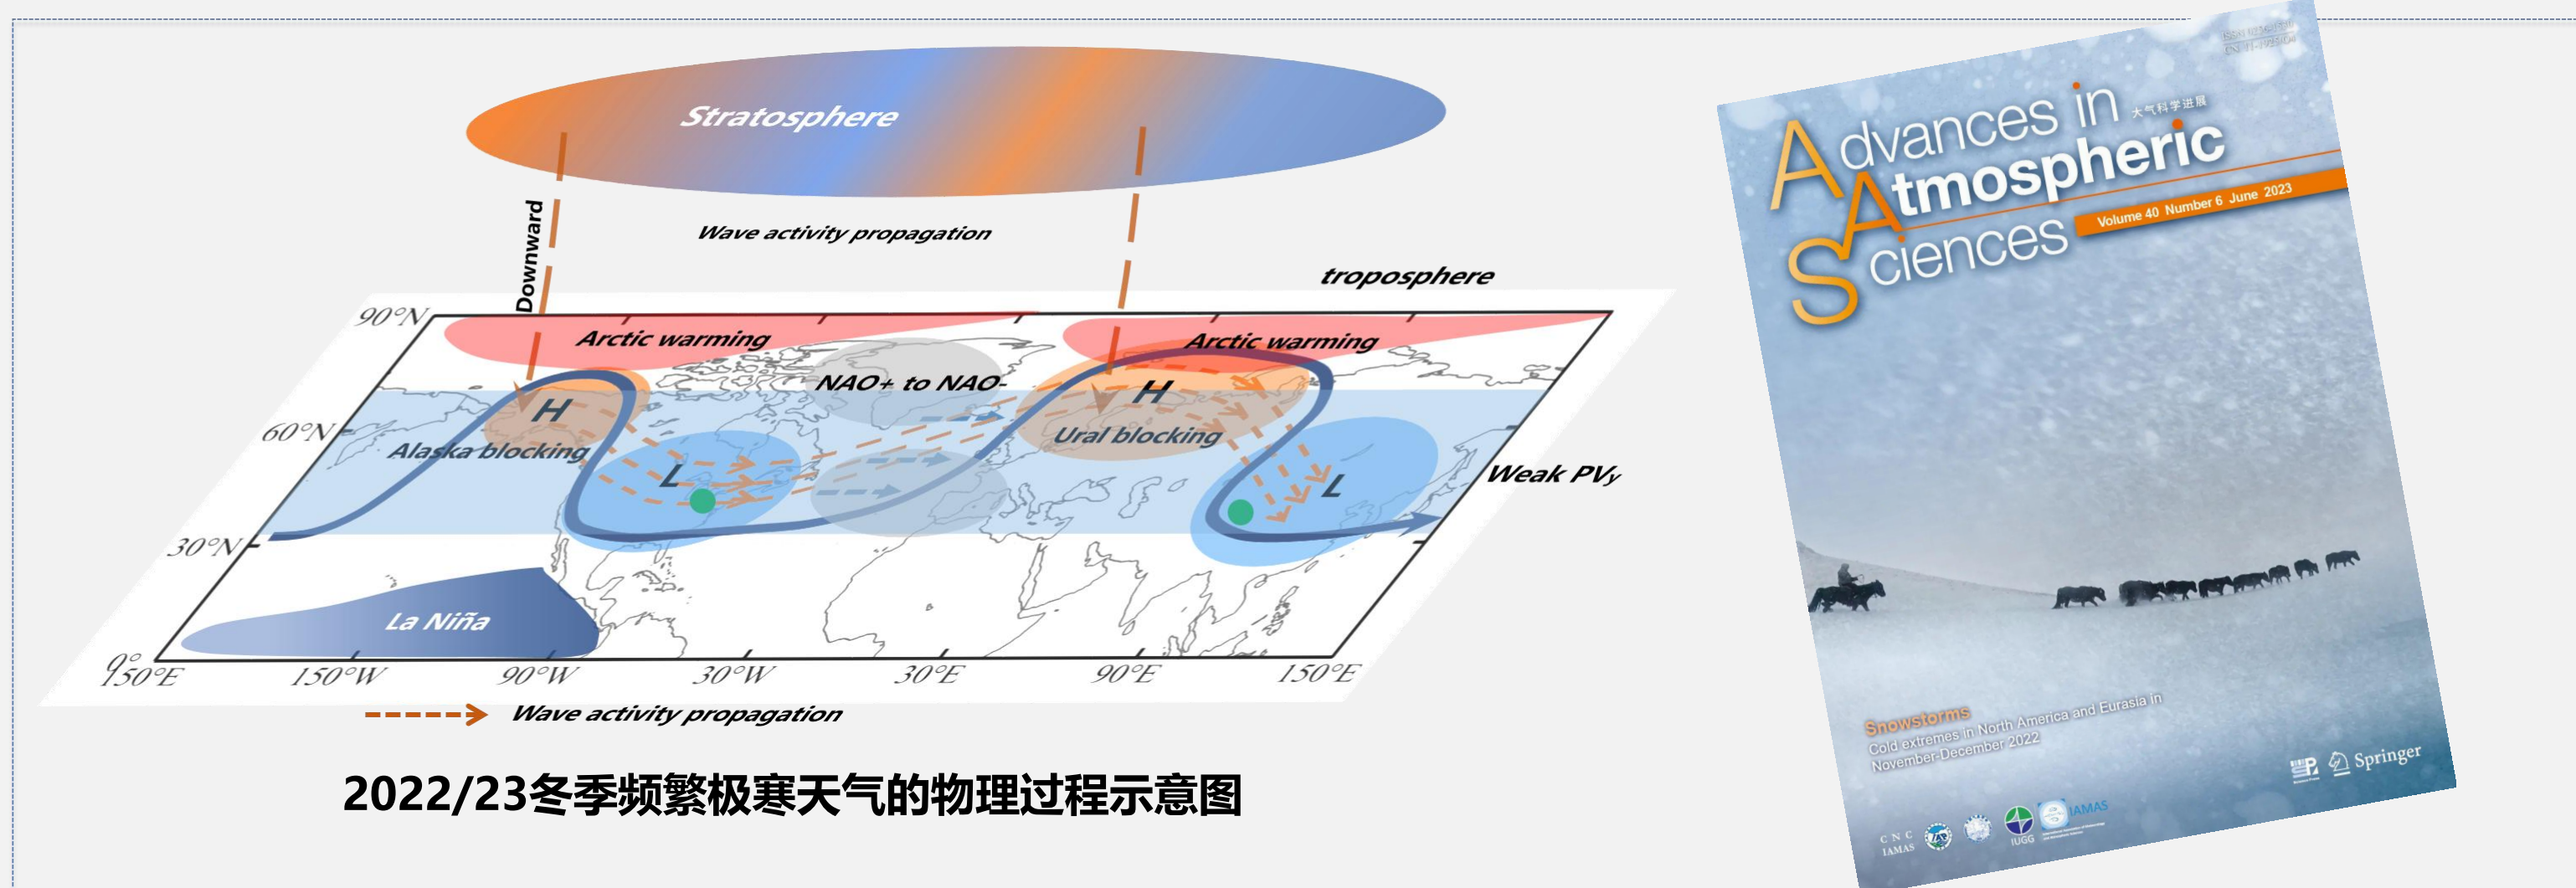 Stratosphere
Downward
Wave activity propagation
troposphere
90°N
Arctic warming
Arctic warming
NAO+ to NAO-
H
H
60°N
Alaska blocking
Ural blocking
L
L
Weak PVy
30°N
La Niña
0°
150°E
150°W
90°W
30°W
30°E
90°E
150°E
Wave activity propagation
2022/23冬季频繁极寒天气的物理过程示意图
Advances in
大气科学进展
Atmospheric
Sciences
Volume 40 Number 6 June 2023
Snowstorms
Cold extremes in North America and Eurasia in
November-December 2022
Springer
CNC
IAMAS
IUGG
IAMAS